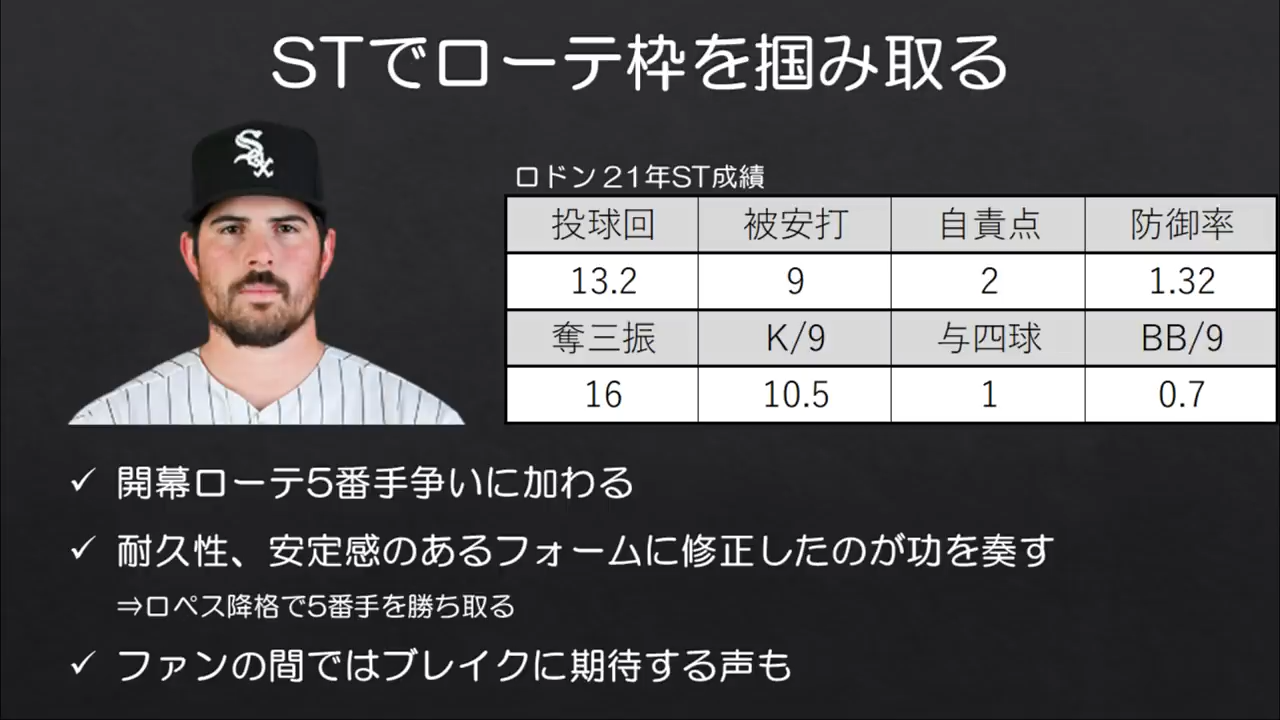 STでローテ枠を掴み取る
Sox
ロドン21年ST成績
投球回 被安打 自責点 防御率
13.2 9 2 1.32
奪三振 K/9 与四球 BB/9
16 10.5 1 0.7
✓ 開幕ローテ5番手争いに加わる
✓ 耐久性、安定感のあるフォームに修正したのが功を奏す
⇒ロペス降格で5番手を勝ち取る
✓ ファンの間ではブレイクに期待する声も